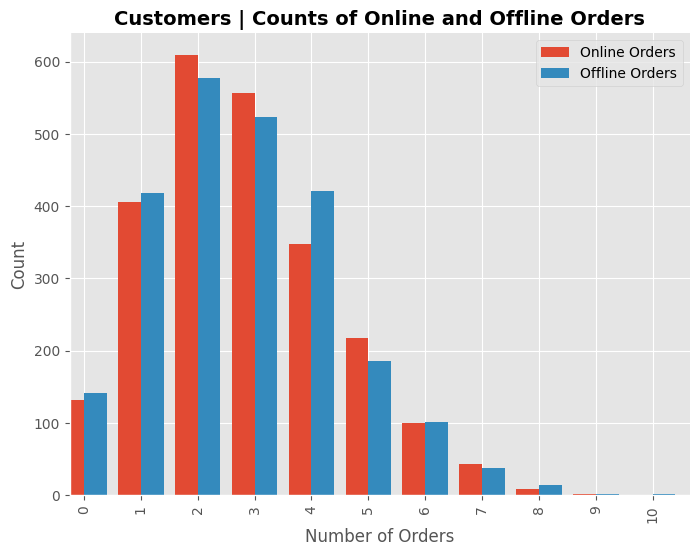 Customers | Counts of Online and Offline Orders
Online Orders
Offline Orders
600
500
400
300
200
100
0
Count
0 1 2 3 4 5 6 7 8 9 10
Number of Orders